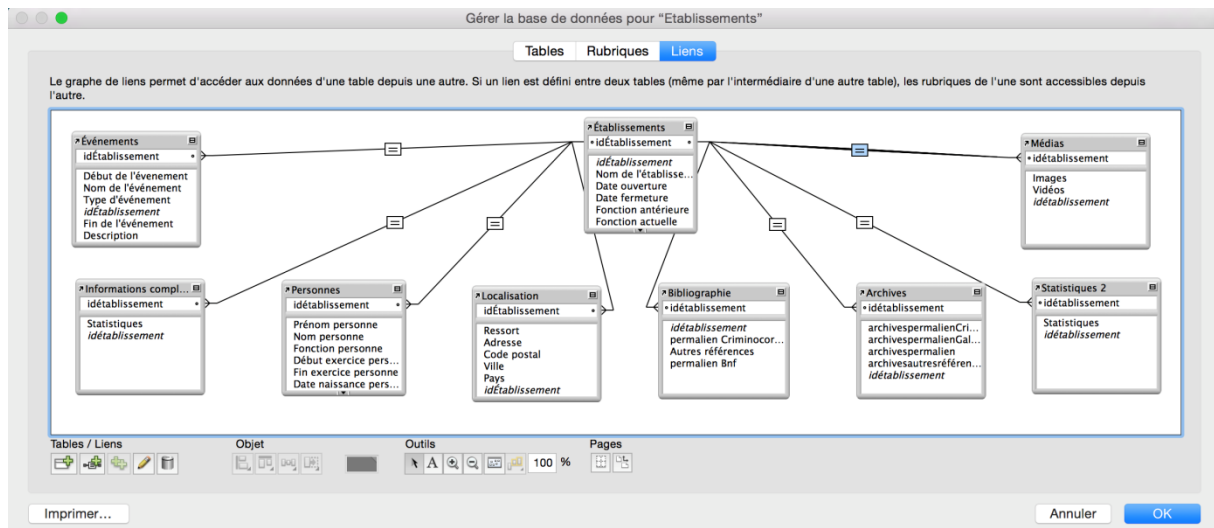 Gérer la base de données pour “Etablissements”
Tables Rubriques Liens
Le graphe de liens permet d'accéder aux données d'une table depuis une autre. Si un lien est défini entre deux tables (même par l'intermédiaire d'une autre table), les rubriques de l'une sont accessibles depuis
l'autre.
Événements
idÉtablissement
Début de l'évenement
Nom de l'événement
Type d'événement
idÉtablissement
Fin de l'événement
Description
Établissements
idÉtablissement
idÉtablissement
Nom de l'établisse...
Date ouverture
Date fermeture
Fonction antérieure
Fonction actuelle
Médias
idétablissement
Images
Vidéos
idétablissement
Informations compl...
idétablissement
Statistiques
idétablissement
Personnes
idétablissement
Prénom personne
Nom personne
Fonction personne
Début exercice pers...
Fin exercice personne
Date naissance pers...
Localisation
idÉtablissement
Ressort
Adresse
Code postal
Ville
Pays
idÉtablissement
Bibliographie
idétablissement
idétablissement
permalien Criminocor...
Autres références
permalien Bnf
Archives
idétablissement
archivespermalienCri...
archivespermalienGal...
archivespermalien
archivesautresréféren...
idétablissement
Statistiques 2
idétablissement
Statistiques
idétablissement
Tables / Liens Objet Outils Pages
A 100 %
Imprimer... Annuler OK